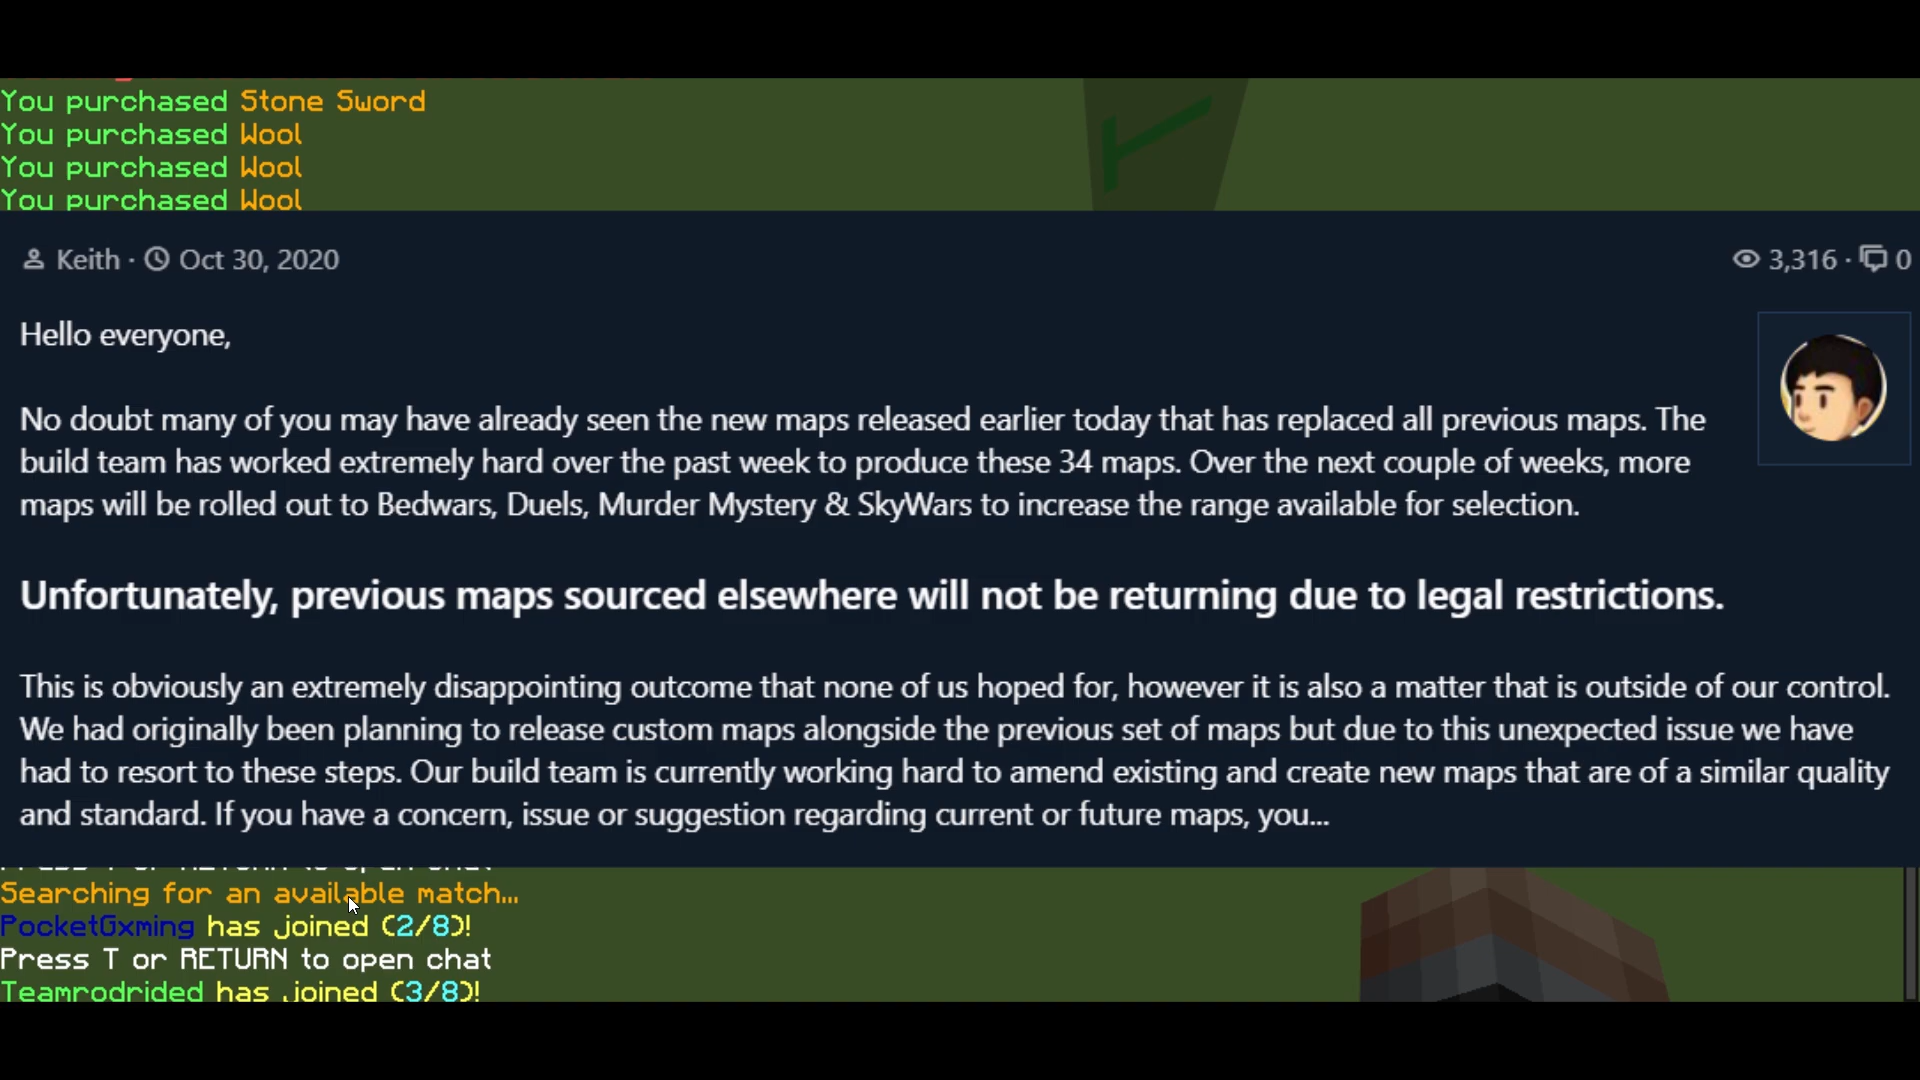 You purchased Stone Sword
You purchased Wool
You purchased Wool
You purchased Wool
Keith · Oct 30, 2020
3,316 · 0
Hello everyone,
No doubt many of you may have already seen the new maps released earlier today that has replaced all previous maps. The
build team has worked extremely hard over the past week to produce these 34 maps. Over the next couple of weeks, more
maps will be rolled out to Bedwars, Duels, Murder Mystery & SkyWars to increase the range available for selection.
Unfortunately, previous maps sourced elsewhere will not be returning due to legal restrictions.
This is obviously an extremely disappointing outcome that none of us hoped for, however it is also a matter that is outside of our control.
We had originally been planning to release custom maps alongside the previous set of maps but due to this unexpected issue we have
had to resort to these steps. Our build team is currently working hard to amend existing and create new maps that are of a similar quality
and standard. If you have a concern, issue or suggestion regarding current or future maps, you...
Press T or RETURN to open chat
Searching for an available match...
PocketGxming has joined (2/8)!
Press T or RETURN to open chat
Teamrodrided has joined (3/8)!